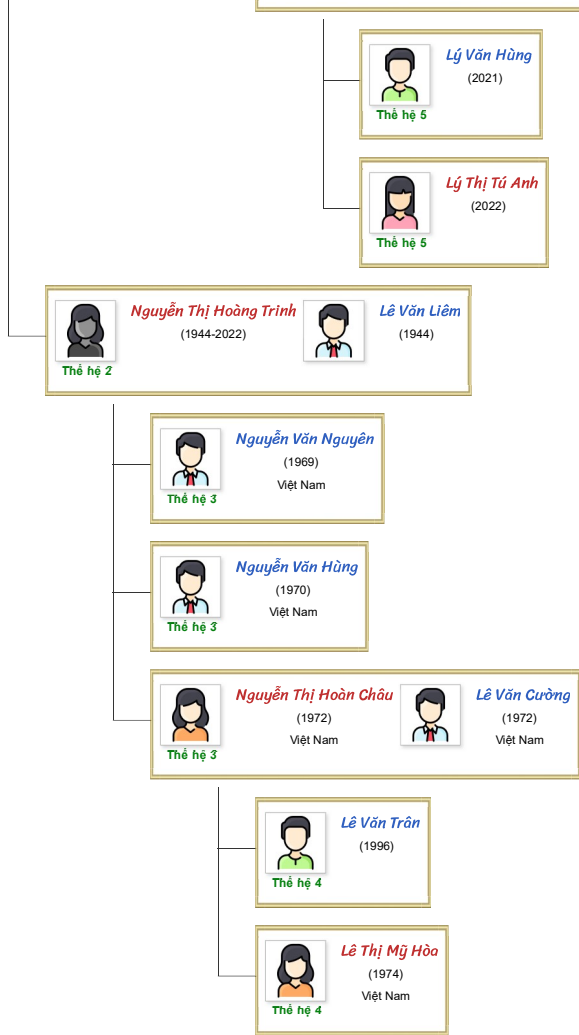 Lý Văn Hùng
(2021)
Thế hệ 5
Lý Thị Tú Anh
(2022)
Thế hệ 5
Nguyễn Thị Hoàng Trinh
(1944-2022)
Lê Văn Liêm
(1944)
Thế hệ 2
Nguyễn Văn Nguyên
(1969)
Việt Nam
Thế hệ 3
Nguyễn Văn Hùng
(1970)
Việt Nam
Thế hệ 3
Nguyễn Thị Hoàn Châu
(1972)
Việt Nam
Lê Văn Cường
(1972)
Việt Nam
Thế hệ 3
Lê Văn Trân
(1996)
Thế hệ 4
Lê Thị Mỹ Hòa
(1974)
Việt Nam
Thế hệ 4